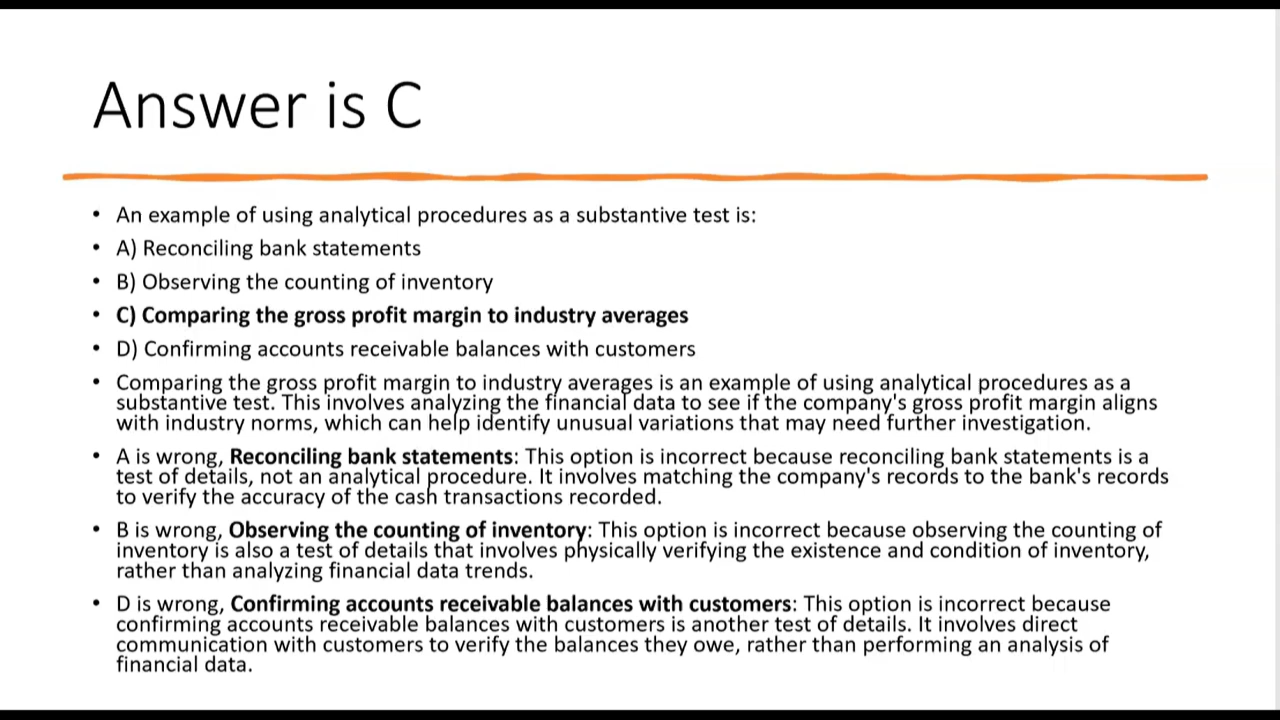 Answer is C
• An example of using analytical procedures as a substantive test is:
• A) Reconciling bank statements
• B) Observing the counting of inventory
• C) Comparing the gross profit margin to industry averages
• D) Confirming accounts receivable balances with customers
• Comparing the gross profit margin to industry averages is an example of using analytical procedures as a
substantive test. This involves analyzing the financial data to see if the company's gross profit margin aligns
with industry norms, which can help identify unusual variations that may need further investigation.
• A is wrong, Reconciling bank statements: This option is incorrect because reconciling bank statements is a
test of details, not an analytical procedure. It involves matching the company's records to the bank's records
to verify the accuracy of the cash transactions recorded.
• B is wrong, Observing the counting of inventory: This option is incorrect because observing the counting of
inventory is also a test of details that involves physically verifying the existence and condition of inventory,
rather than analyzing financial data trends.
• D is wrong, Confirming accounts receivable balances with customers: This option is incorrect because
confirming accounts receivable balances with customers is another test of details. It involves direct
communication with customers to verify the balances they owe, rather than performing an analysis of
financial data.